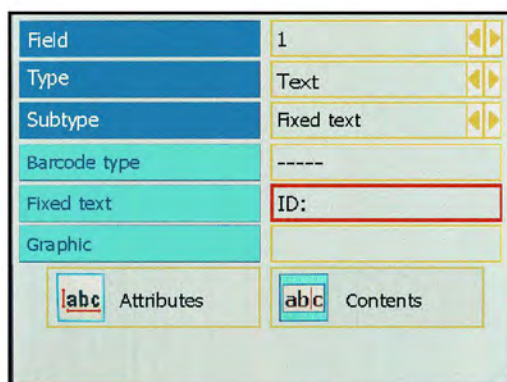 Field 1
Type Text
Subtype Fixed text
Barcode type -----
Fixed text ID:
Graphic
abc Attributes abc Contents